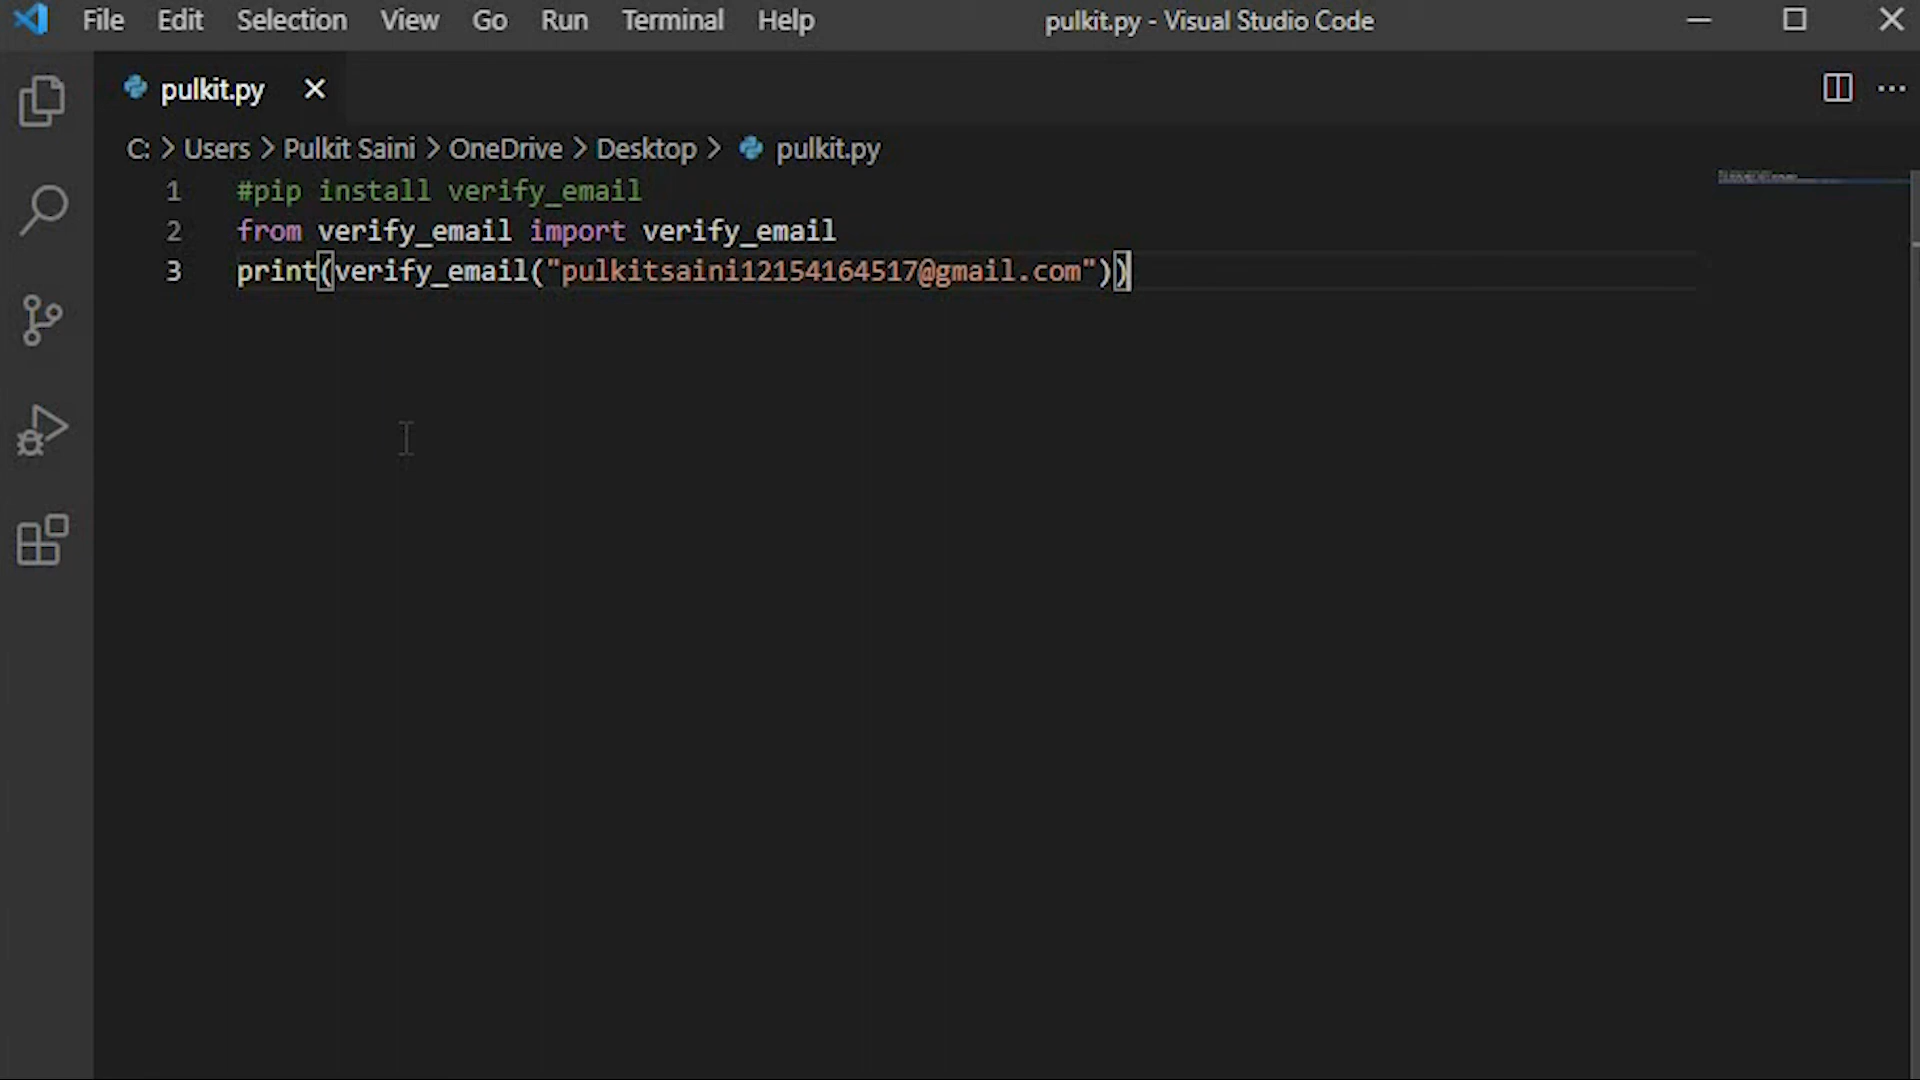 File Edit Selection View Go Run Terminal Help pulkit.py - Visual Studio Code
pulkit.py
C: > Users > Pulkit Saini > OneDrive > Desktop > pulkit.py
1 #pip install verify_email
2 from verify_email import verify_email
3 print(verify_email("pulkitsaini12154164517@gmail.com"))